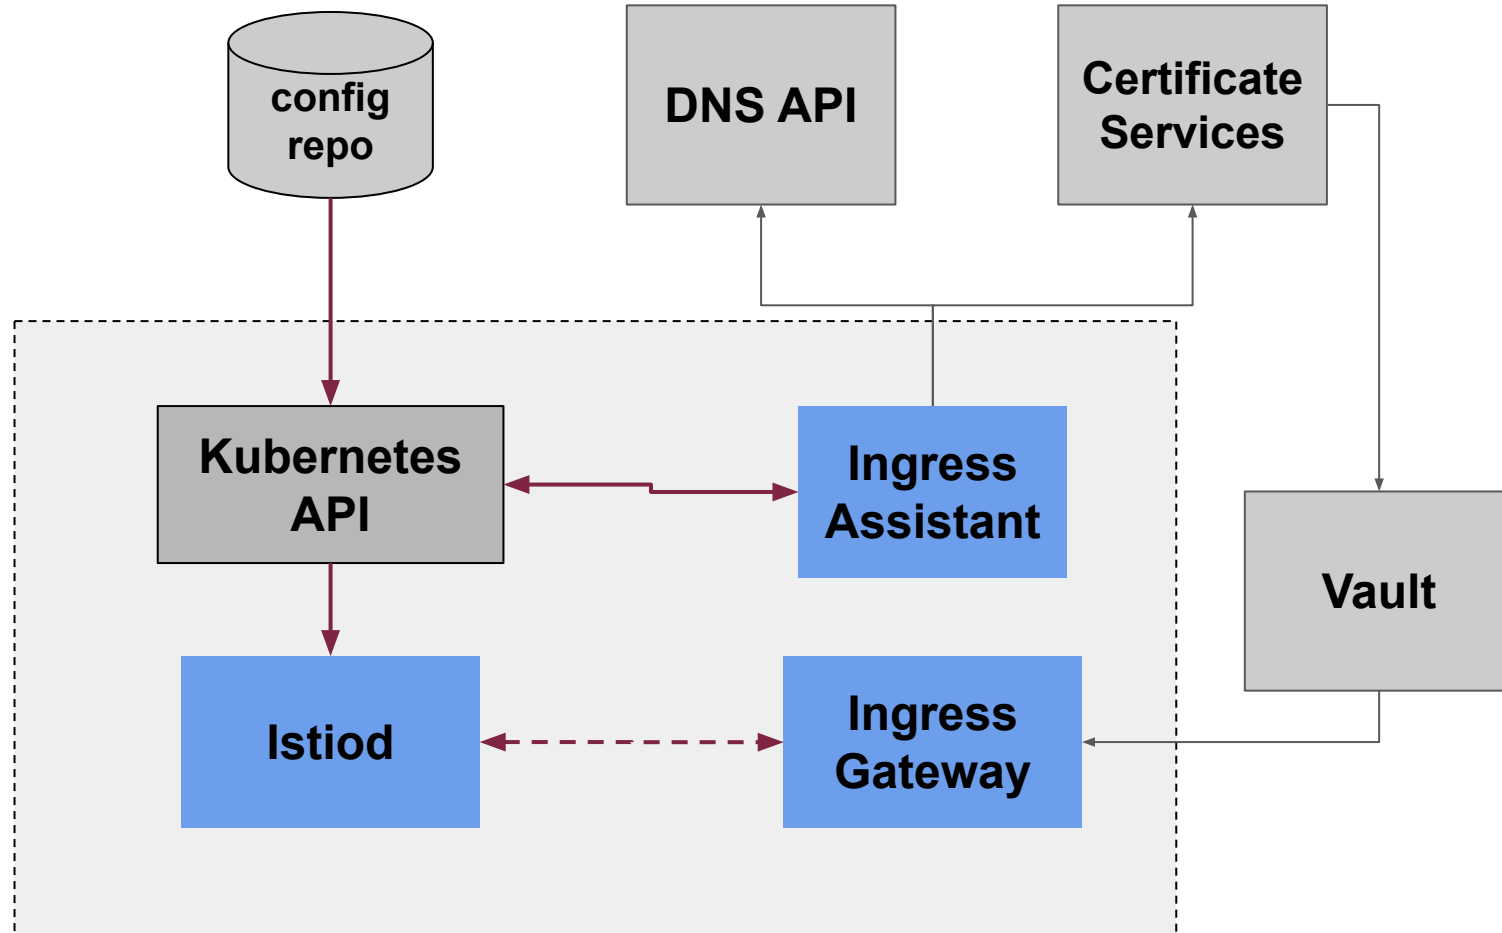 config
repo
DNS API
Certificate
Services
Kubernetes
API
Ingress
Assistant
Vault
Istiod
Ingress
Gateway